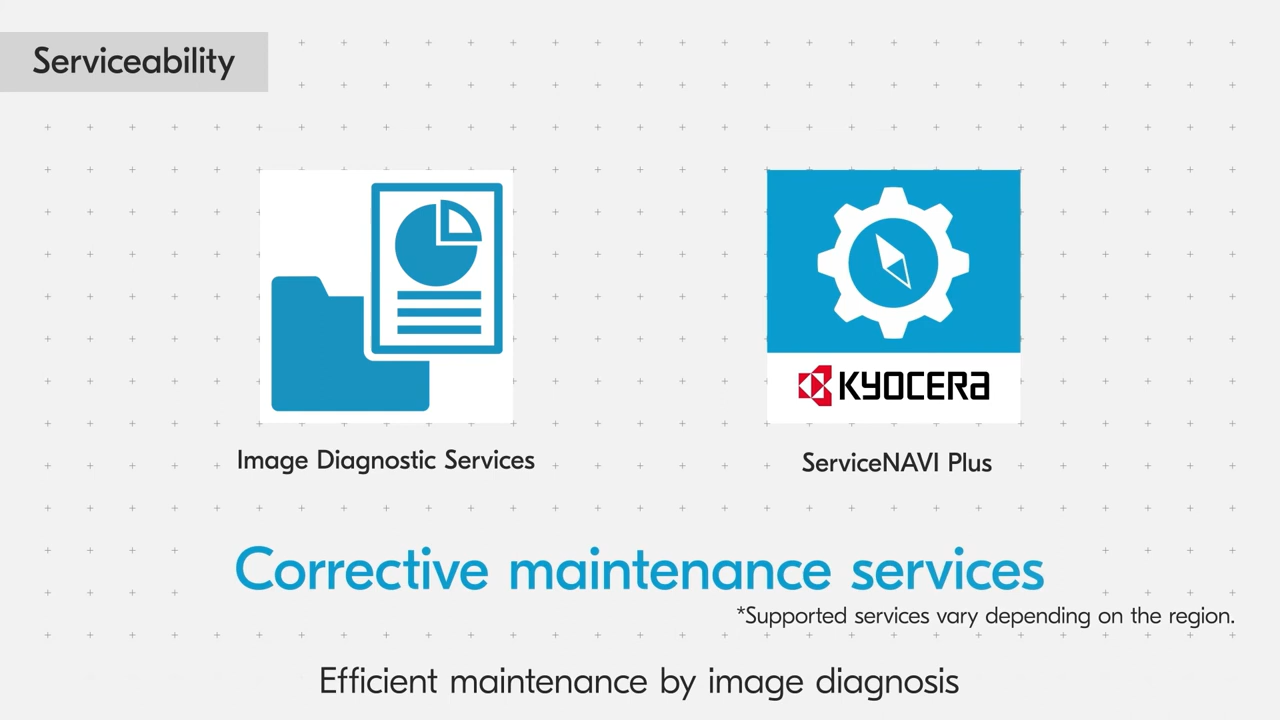 Serviceability
KYOCERA
Image Diagnostic Services
ServiceNAVI Plus
Corrective maintenance services
*Supported services vary depending on the region.
Efficient maintenance by image diagnosis